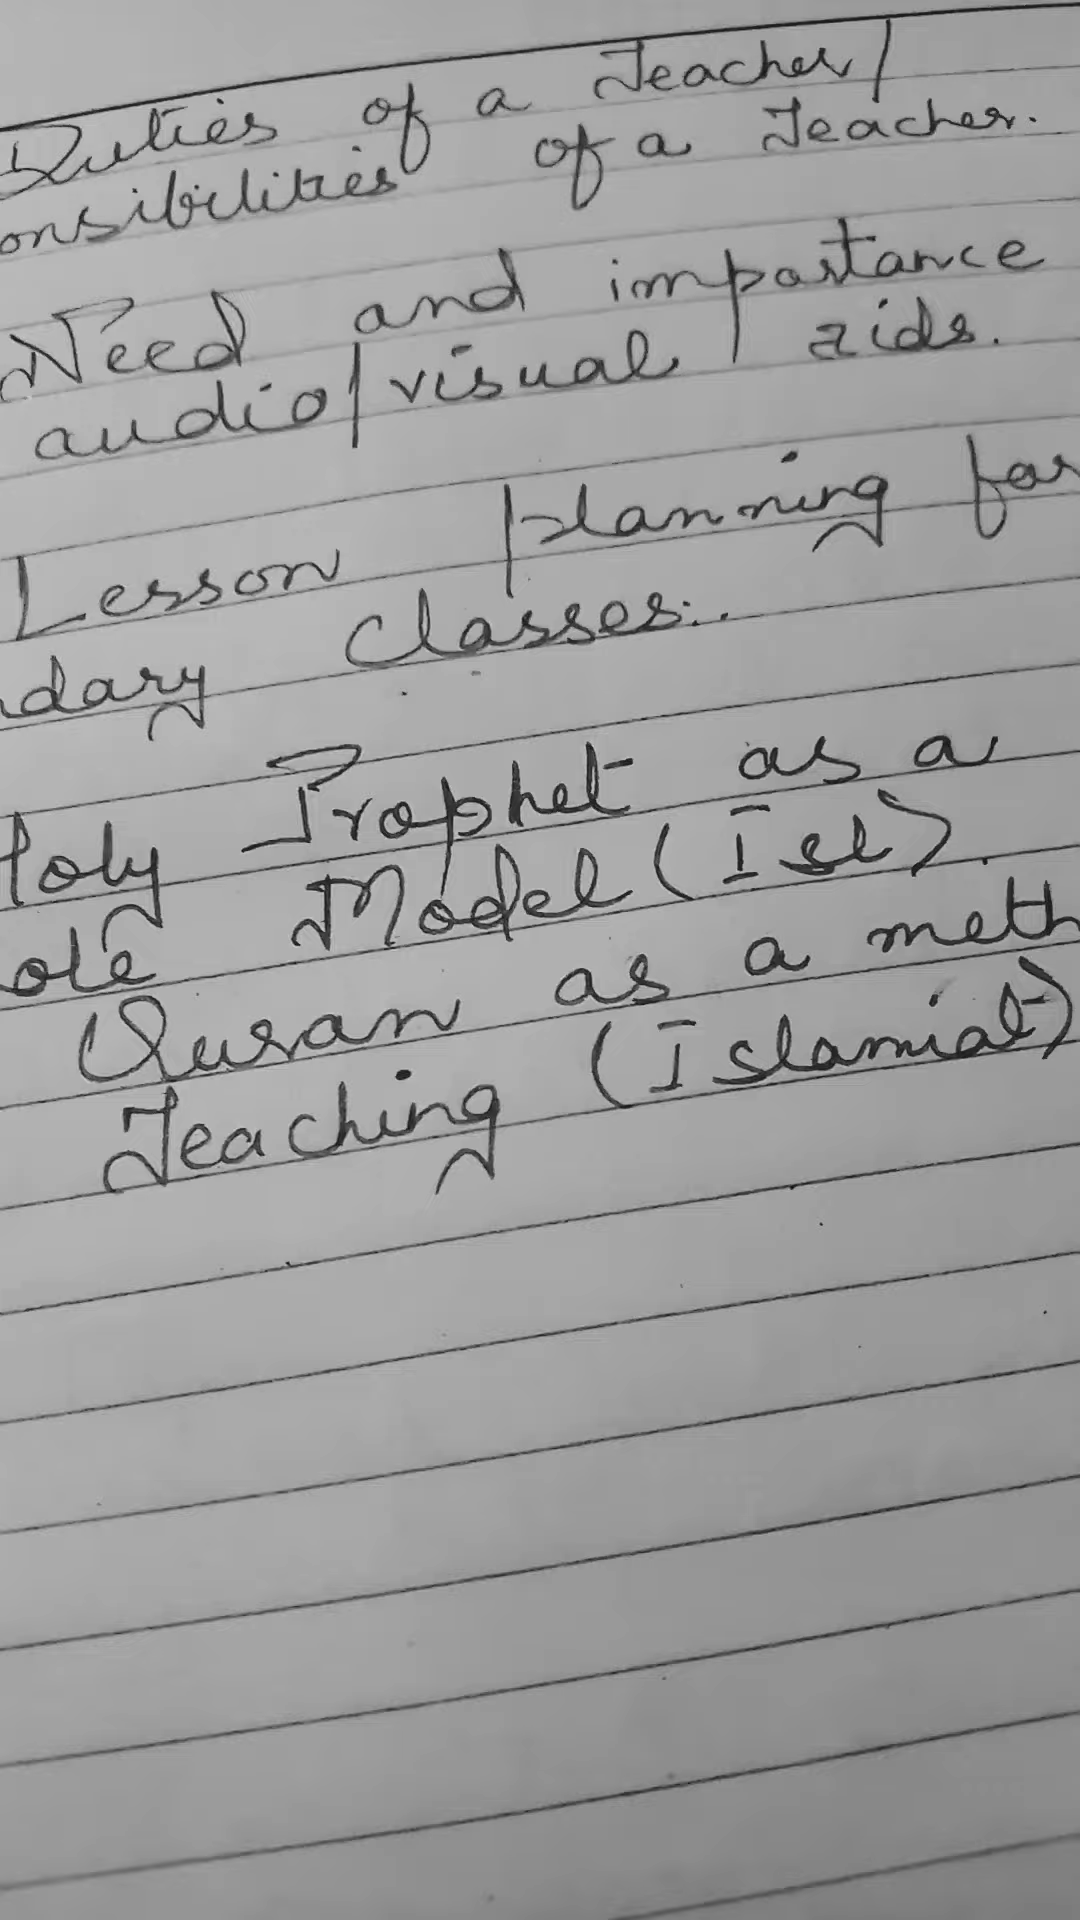 Duties of a Teacher/
onsibilities of a Teacher.
Need and importance
audio/visual aids.
Lesson planning for
dary classes..
Holy Prophet as a
ole Model (Isl).
Quran as a meth
Teaching (Islamiat)